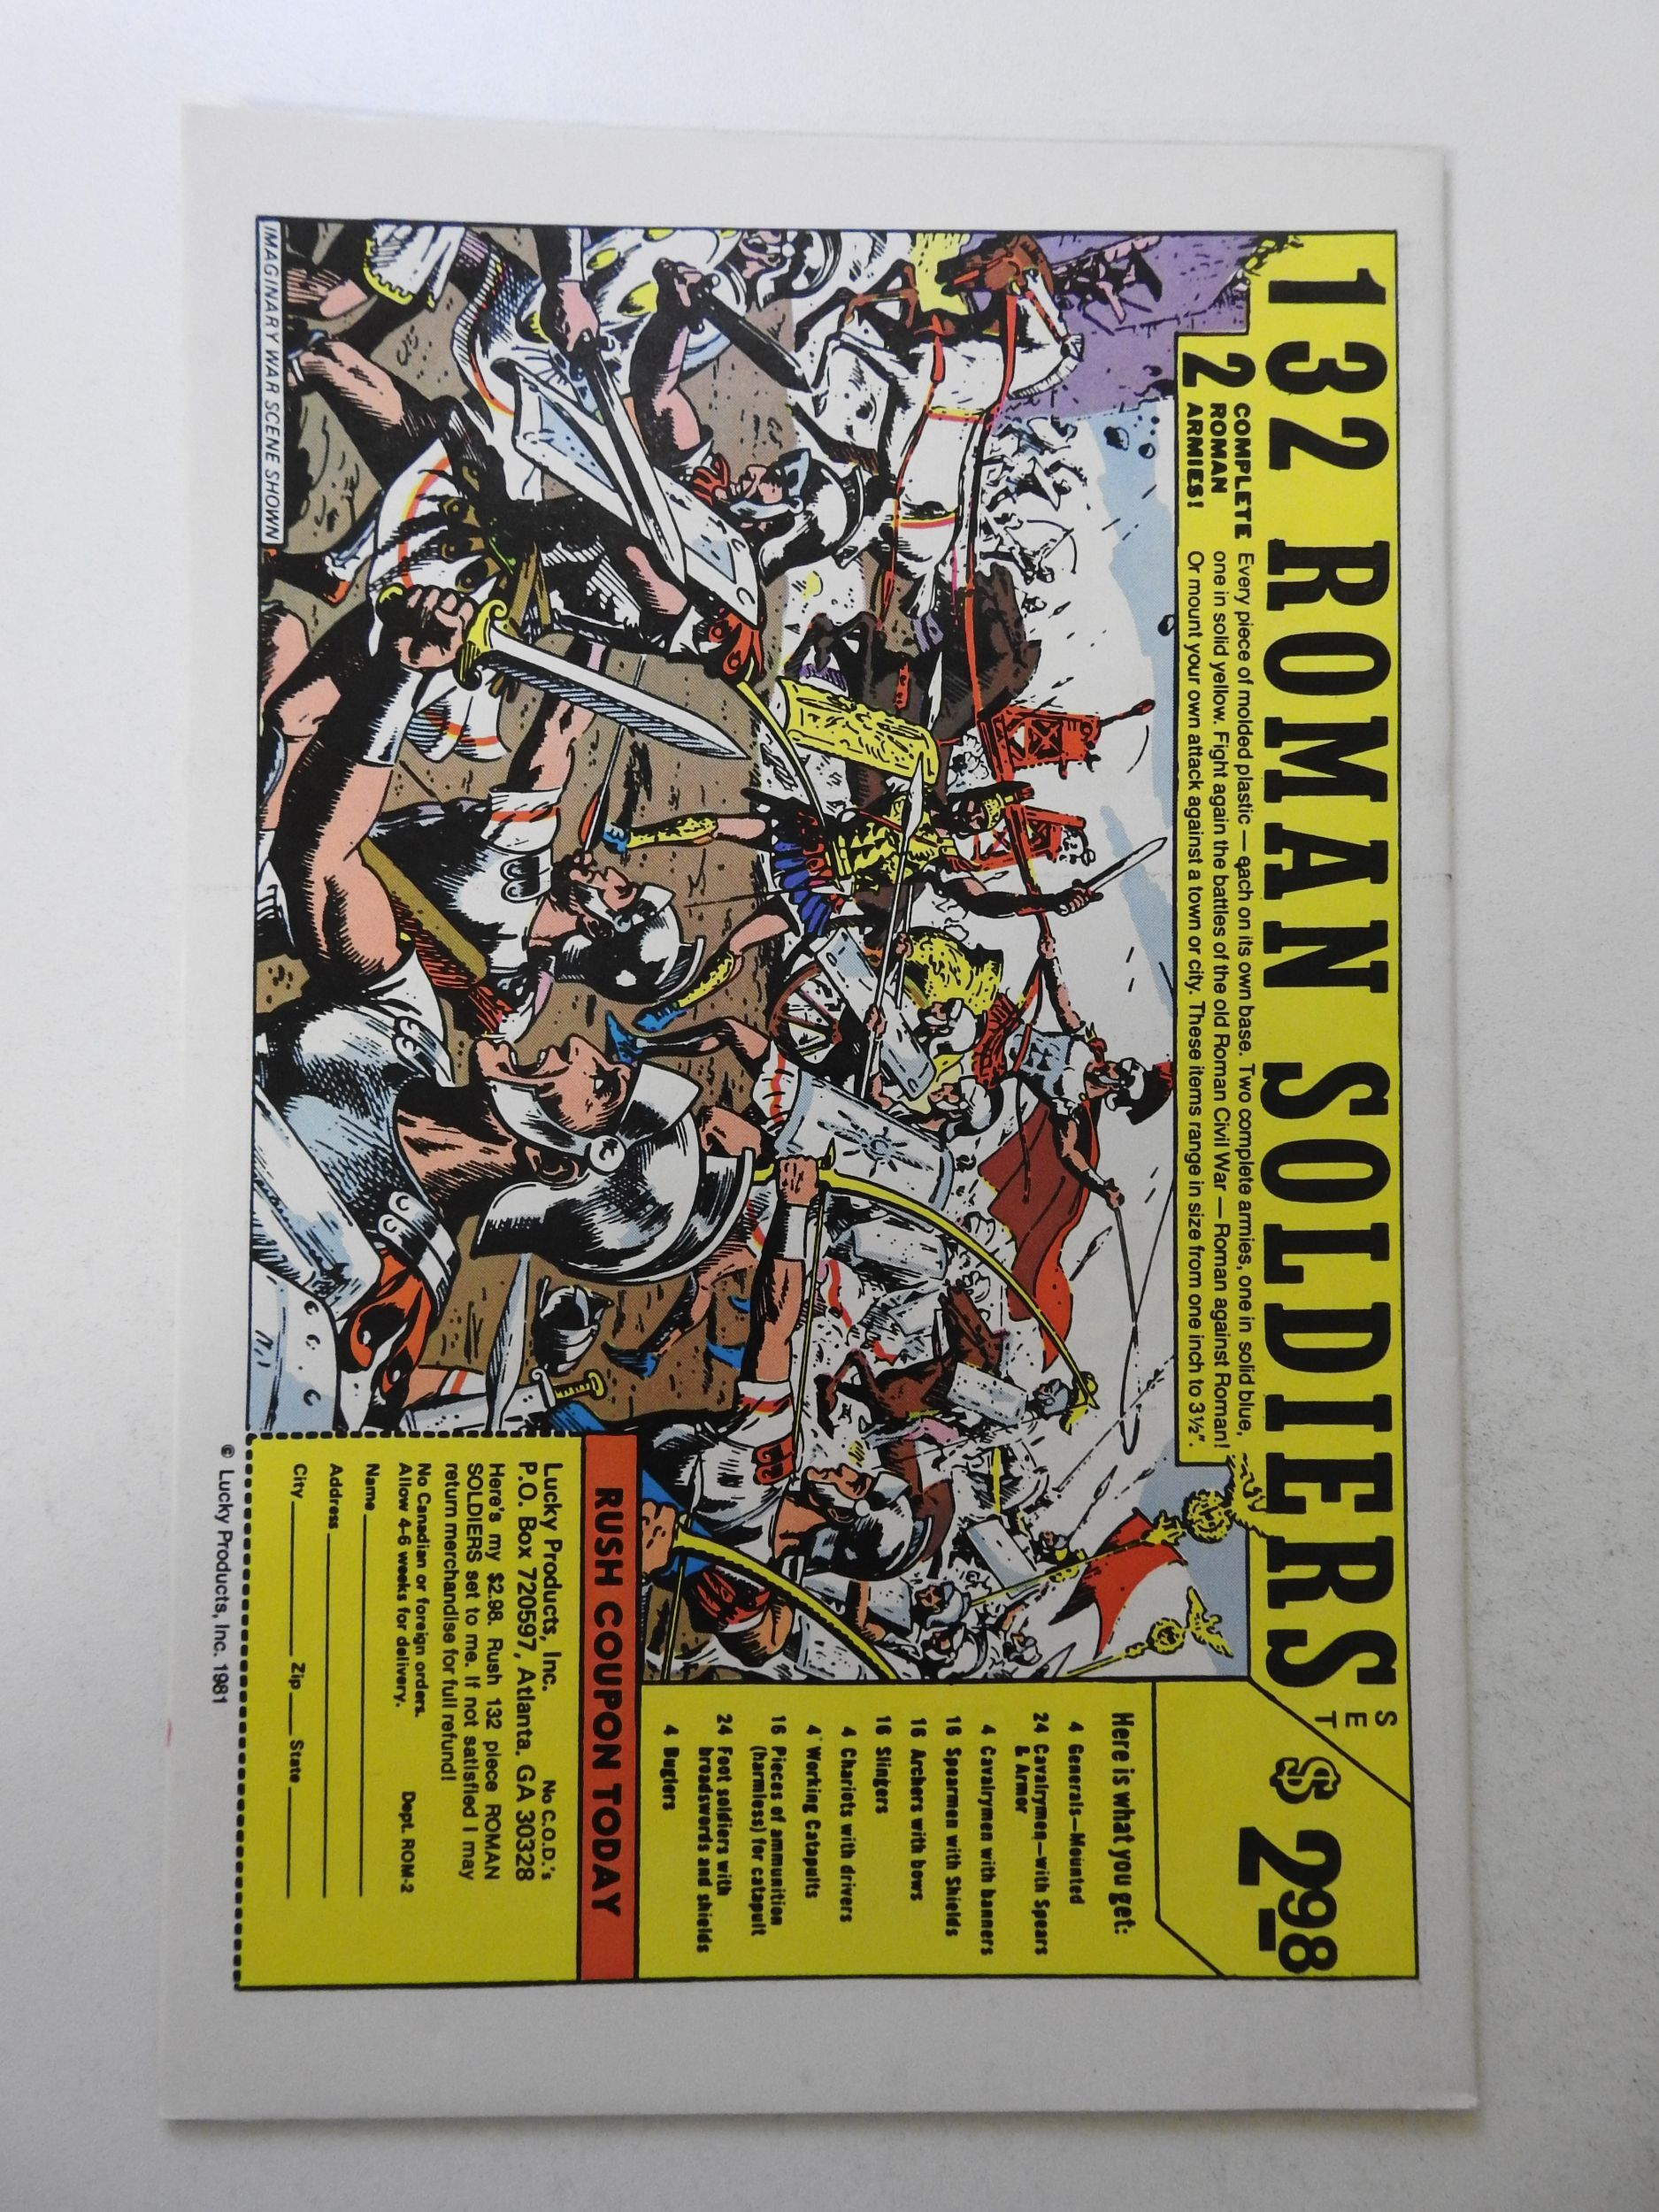 132 ROMAN SOLDIERS
SET
$2.98
2 COMPLETE
ROMAN
2 ARMIES!
Every piece of molded plastic — each on its own base. Two complete armies, one in solid blue,
one in solid yellow. Fight again the battles of the old Roman Civil War — Roman against Roman!
Or mount your own attack against a town or city. These items range in size from one inch to 3½".
Here is what you get:
4 Generals—Mounted
24 Cavalrymen—with Spears
& Armor
4 Cavalrymen with banners
16 Spearmen with Shields
16 Archers with bows
16 Slingers
4 Chariots with drivers
4 Working Catapults
16 Pieces of ammunition
(harmless) for catapult
24 Foot soldiers with
broadswords and shields
4 Buglers
IMAGINARY WAR SCENE SHOWN
RUSH COUPON TODAY
Lucky Products, Inc. No C.O.D.'s
P.O. Box 720597, Atlanta, GA 30328
Here's my $2.98. Rush 132 piece ROMAN
SOLDIERS set to me. If not satisfied I may
return merchandise for full refund!
No Canadian or foreign orders.
Allow 4-6 weeks for delivery. Dept. ROM-2
Name
Address
City Zip State
© Lucky Products, Inc. 1981